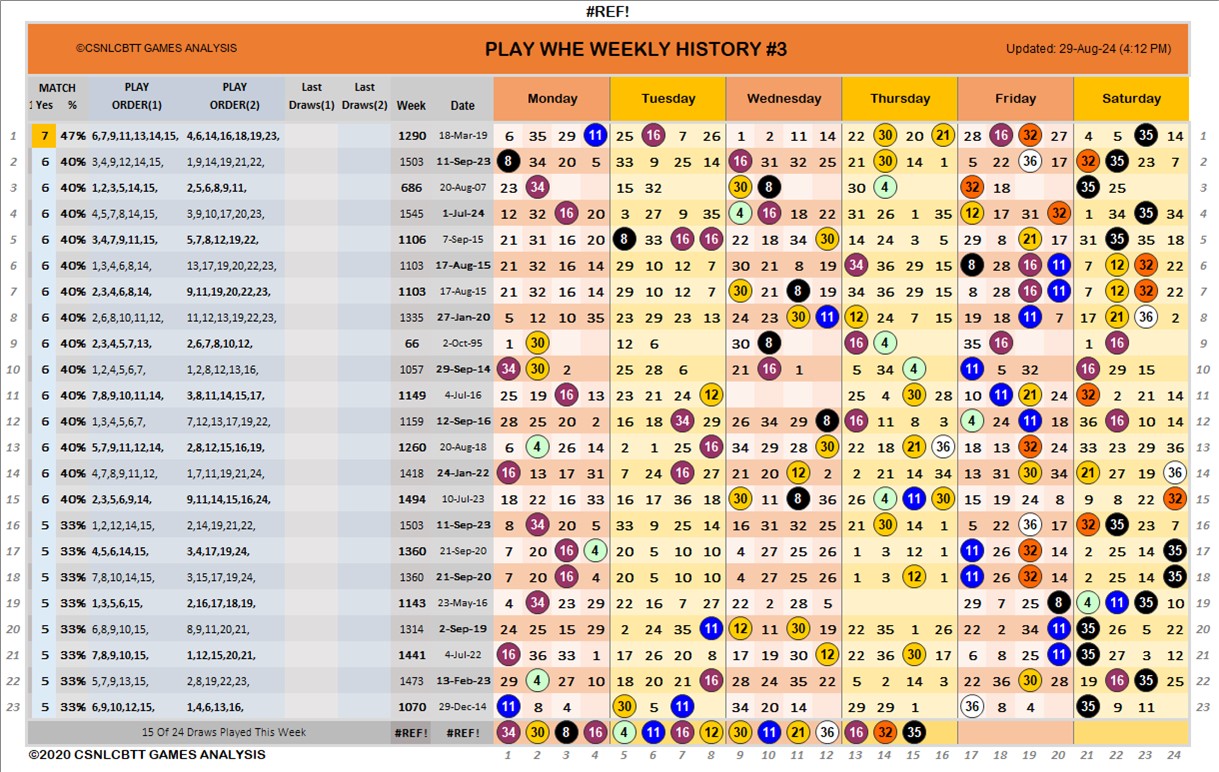 #REF!
©CSNLCBTT GAMES ANALYSIS PLAY WHE WEEKLY HISTORY #3 Updated: 29-Aug-24 (4:12 PM)
MATCH PLAY PLAY Last Last
Yes % ORDER(1) ORDER(2) Draws(1) Draws(2) Week Date Monday Tuesday Wednesday Thursday Friday Saturday
1 7 47% 6,7,9,11,13,14,15, 4,6,14,16,18,19,23, 1290 18-Mar-19 6 35 29 11 25 16 7 26 1 2 11 14 22 30 20 16 28 16 32 27 4 5 35 14 1
2 6 40% 3,4,9,12,14,15, 1,9,14,19,21,22, 1503 11-Sep-23 8 34 20 5 33 9 25 14 16 31 32 25 21 30 14 1 5 22 36 17 32 35 23 7 2
3 6 40% 1,2,3,5,14,15, 2,5,6,8,9,11, 686 20-Aug-07 23 34 15 32 30 8 30 4 32 18 35 25 3
4 6 40% 4,5,7,8,14,15, 3,9,10,17,20,23, 1545 1-Jul-24 12 32 16 20 3 27 9 35 4 16 18 22 31 26 1 35 12 17 31 32 1 34 35 34 4
5 6 40% 3,4,7,9,11,15, 5,7,8,12,19,22, 1106 7-Sep-15 21 31 16 20 8 33 16 16 22 18 34 30 14 24 3 5 29 8 21 17 31 35 35 18 5
6 6 40% 1,3,4,6,8,14, 13,17,19,20,22,23, 1103 17-Aug-15 21 32 16 14 29 10 12 7 30 21 8 19 34 36 29 15 8 28 16 11 7 12 32 22 6
7 6 40% 2,3,4,6,8,14, 9,11,19,20,22,23, 1103 17-Aug-15 21 32 16 14 29 10 12 7 30 21 8 19 34 36 29 15 8 28 16 11 7 12 32 22 7
8 6 40% 11,12,13,19,22,23, 1335 27-Jan-20 5 12 10 35 23 29 23 13 24 23 30 11 12 24 7 15 19 18 11 7 17 21 36 2 8
9 6 40% 2,3,4,5,7,13, 2,6,7,8,10,12, 66 2-Oct-95 1 30 12 6 30 8 16 4 35 16 1 16 9
10 6 40% 1,2,4,5,6,7, 1,2,8,12,13,16, 1057 29-Sep-14 34 30 2 25 28 6 21 16 1 5 34 4 11 5 32 16 29 15 10
11 6 40% 7,8,9,10,11,14, 3,8,11,14,15,17, 1149 4-Jul-16 25 19 16 13 23 21 21 12 25 4 30 28 10 11 21 24 32 2 21 14 11
12 6 40% 1,3,4,5,6,7, 7,12,13,17,19,22, 1159 12-Sep-16 28 25 20 2 16 18 34 29 26 34 29 8 16 11 8 3 4 24 11 18 36 16 10 14 12
13 6 40% 5,7,9,11,12,14, 2,8,12,15,16,19, 1260 20-Aug-18 6 4 26 14 2 1 25 16 34 29 28 30 22 18 21 36 18 13 32 24 33 23 29 36 13
14 6 40% 4,7,8,9,11,12, 1,7,11,19,21,24, 1418 24-Jan-22 16 13 17 31 7 24 16 27 21 20 12 2 2 21 14 34 13 31 30 34 21 27 19 36 14
15 6 40% 2,3,5,6,9,14, 9,11,14,15,16,24, 1494 10-Jul-23 18 22 16 33 16 17 36 18 30 11 8 36 26 4 11 30 15 19 24 8 9 8 22 32 15
16 5 33% 1,2,12,14,15, 2,14,19,21,22, 1503 11-Sep-23 8 34 20 5 33 9 25 14 16 31 32 25 21 30 14 1 5 22 36 17 32 35 23 7 16
17 5 33% 4,5,6,14,15, 3,4,17,19,24, 1360 21-Sep-20 7 20 16 4 20 5 10 10 4 27 25 26 1 3 12 1 11 26 32 14 2 25 14 35 17
18 5 33% 7,8,10,14,15, 3,15,17,19,24, 1360 21-Sep-20 7 20 16 4 20 5 10 10 4 27 25 26 1 3 12 1 11 26 32 14 2 25 14 35 18
19 5 33% 1,3,5,6,15, 2,16,17,18,19, 1143 23-May-16 4 34 23 29 22 16 7 27 22 2 28 5 29 7 25 8 4 11 35 10 19
20 5 33% 6,8,9,10,15, 8,9,11,20,21, 1314 2-Sep-19 24 25 15 29 2 24 35 11 12 11 30 19 22 35 1 26 22 2 34 11 35 26 5 22 20
21 5 33% 7,8,9,10,15, 1,12,15,20,21, 1441 4-Jul-22 16 36 33 1 17 26 20 8 17 19 30 12 22 36 30 17 6 8 25 11 35 27 3 12 21
22 5 33% 5,7,9,13,15, 2,8,19,22,23, 1473 13-Feb-23 29 4 27 10 18 20 21 16 28 24 35 22 5 2 14 3 22 36 30 28 19 16 35 25 22
23 5 33% 6,9,10,12,15, 1,4,6,13,16, 1070 29-Dec-14 11 8 4 30 5 11 34 20 14 29 29 1 36 8 4 35 9 11 23
15 Of 24 Draws Played This Week #REF! #REF! 34 30 8 16 4 11 16 12 30 11 21 36 16 32 35
©2020 CSNLCBTT GAMES ANALYSIS 1 2 3 4 5 6 7 8 9 10 11 12 13 14 15 16 17 18 19 20 21 22 23 24